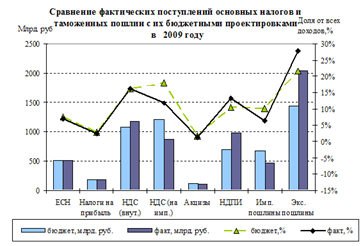 Сравнение фактических поступлений основных налогов и
таможенных пошлин с их бюджетными проектировками
в 2009 году
Млрд. руб
Доля от всех
доходов,%
2500
2000
1500
1000
500
0
30%
25%
20%
15%
10%
5%
0%
-5%
-10%
-15%
ЕСН
Налоги на
прибыль
НДС
(внут.)
НДС (на
имп.,)
Акцизы
НДПИ
Имп.
пошлины
Экс.
пошлины
бюджет, млрд. руб.
факт, млрд. руб.
бюджет,%
факт,%